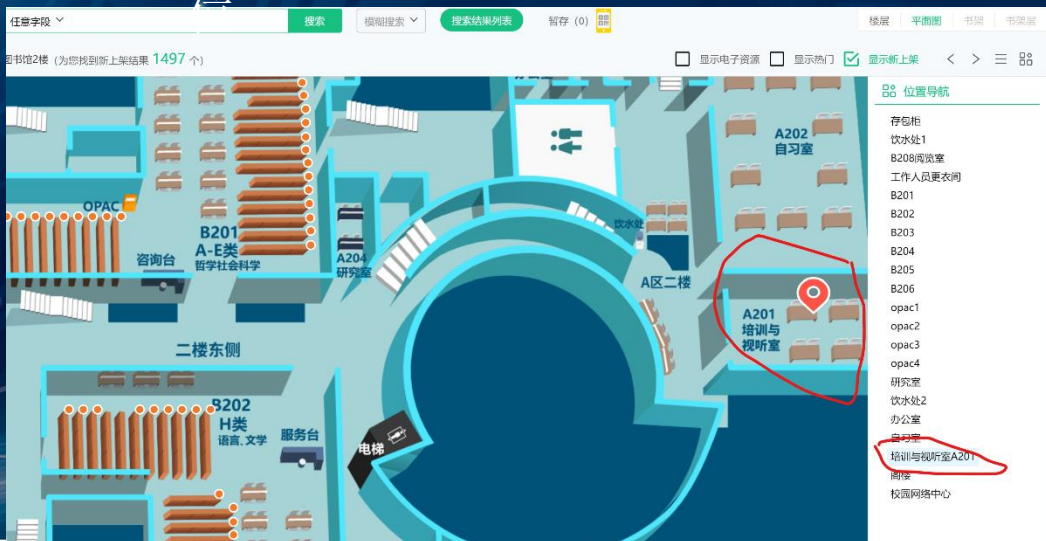 任意字段
搜索
模糊搜索
搜索结果列表
暂存 (0)
楼层
平面图
书架
书架层
图书馆2楼 (为您找到新上架结果 1497 个)
显示电子资源
显示热门
显示新上架
位置导航
存包柜
饮水处1
B208阅览室
工作人员更衣间
B201
B202
B203
B204
B205
B206
opac1
opac2
opac3
opac4
研究室
饮水处2
办公室
自习室
培训与视听室A201
阁楼
校园网络中心
A202
自习室
OPAC
B201
A-E类
哲学社会科学
咨询台
A204
研究室
饮水处
A区二楼
A201
培训与
视听室
二楼东侧
B202
H类
语言、文学
服务台
电梯